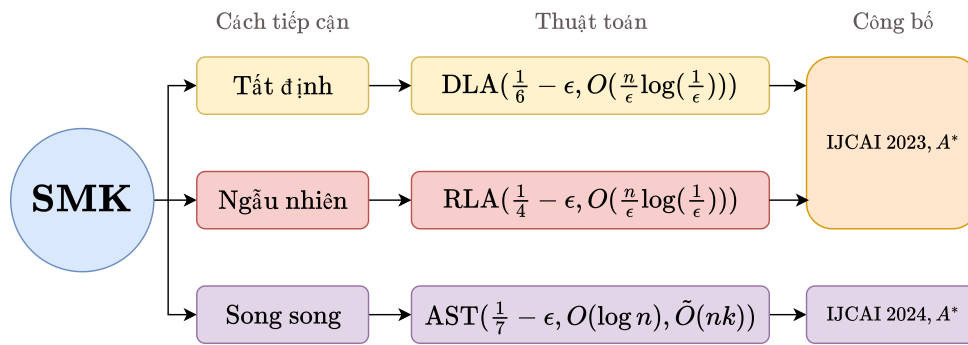 Cách tiếp cận
Thuật toán
Công bố
SMK
Tất định
DLA(1/6 − ϵ, O(n/ϵ log(1/ϵ)))
IJCAI 2023, A*
Ngẫu nhiên
RLA(1/4 − ϵ, O(n/ϵ log(1/ϵ)))
Song song
AST(1/7 − ϵ, O(log n), Õ(nk))
IJCAI 2024, A*